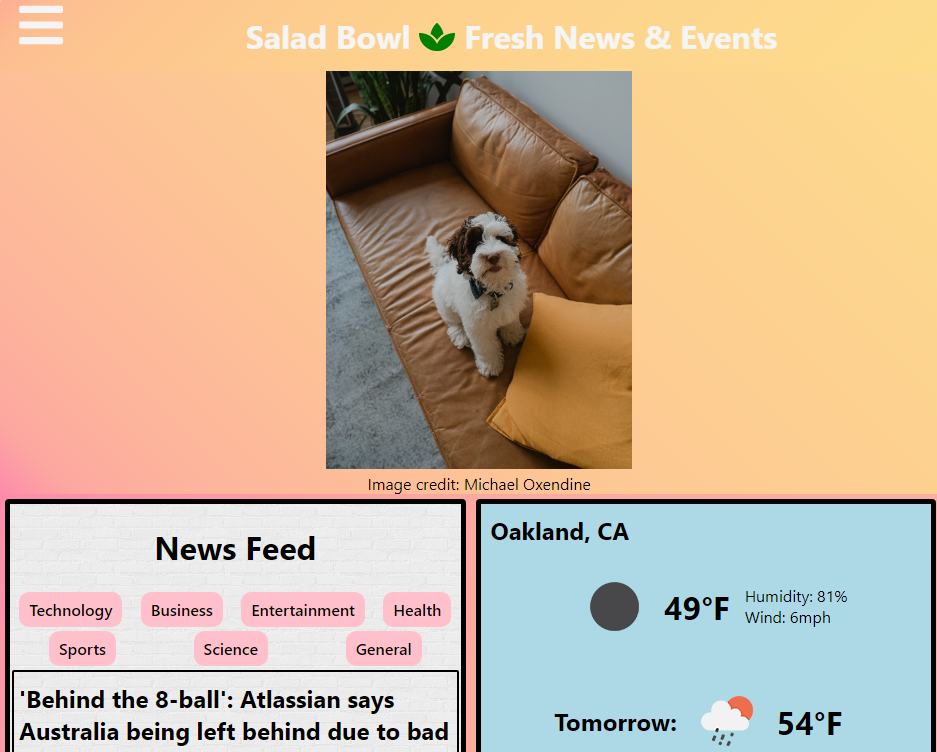 Salad Bowl Fresh News & Events
Image credit: Michael Oxendine
News Feed
Technology Business Entertainment Health
Sports Science General
'Behind the 8-ball': Atlassian says
Australia being left behind due to bad
Oakland, CA
49°F
Humidity: 81%
Wind: 6mph
Tomorrow: 54°F